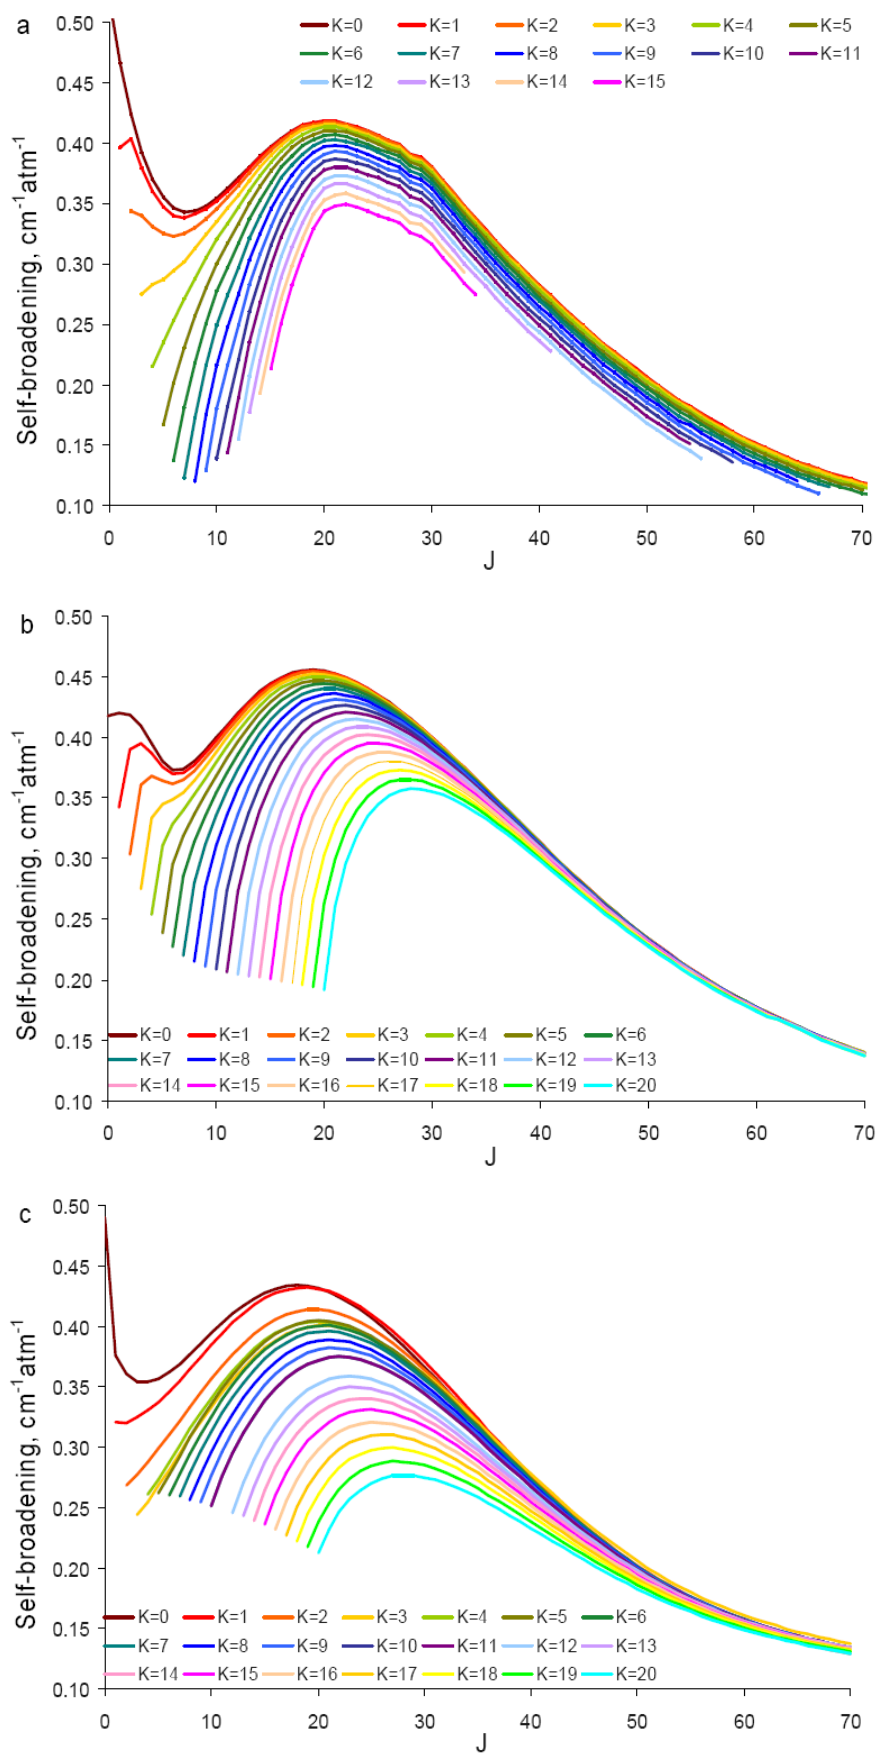 a
K=0 K=1 K=2 K=3 K=4 K=5
K=6 K=7 K=8 K=9 K=10 K=11
K=12 K=13 K=14 K=15
Self-broadening, cm⁻¹atm⁻¹
0.50
0.45
0.40
0.35
0.30
0.25
0.20
0.15
0.10
0 10 20 30 40 50 60 70
J
b
Self-broadening, cm⁻¹atm⁻¹
0.50
0.45
0.40
0.35
0.30
0.25
0.20
0.15
0.10
K=0 K=1 K=2 K=3 K=4 K=5 K=6
K=7 K=8 K=9 K=10 K=11 K=12 K=13
K=14 K=15 K=16 K=17 K=18 K=19 K=20
0 10 20 30 40 50 60 70
J
c
Self-broadening, cm⁻¹atm⁻¹
0.50
0.45
0.40
0.35
0.30
0.25
0.20
0.15
0.10
K=0 K=1 K=2 K=3 K=4 K=5 K=6
K=7 K=8 K=9 K=10 K=11 K=12 K=13
K=14 K=15 K=16 K=17 K=18 K=19 K=20
0 10 20 30 40 50 60 70
J